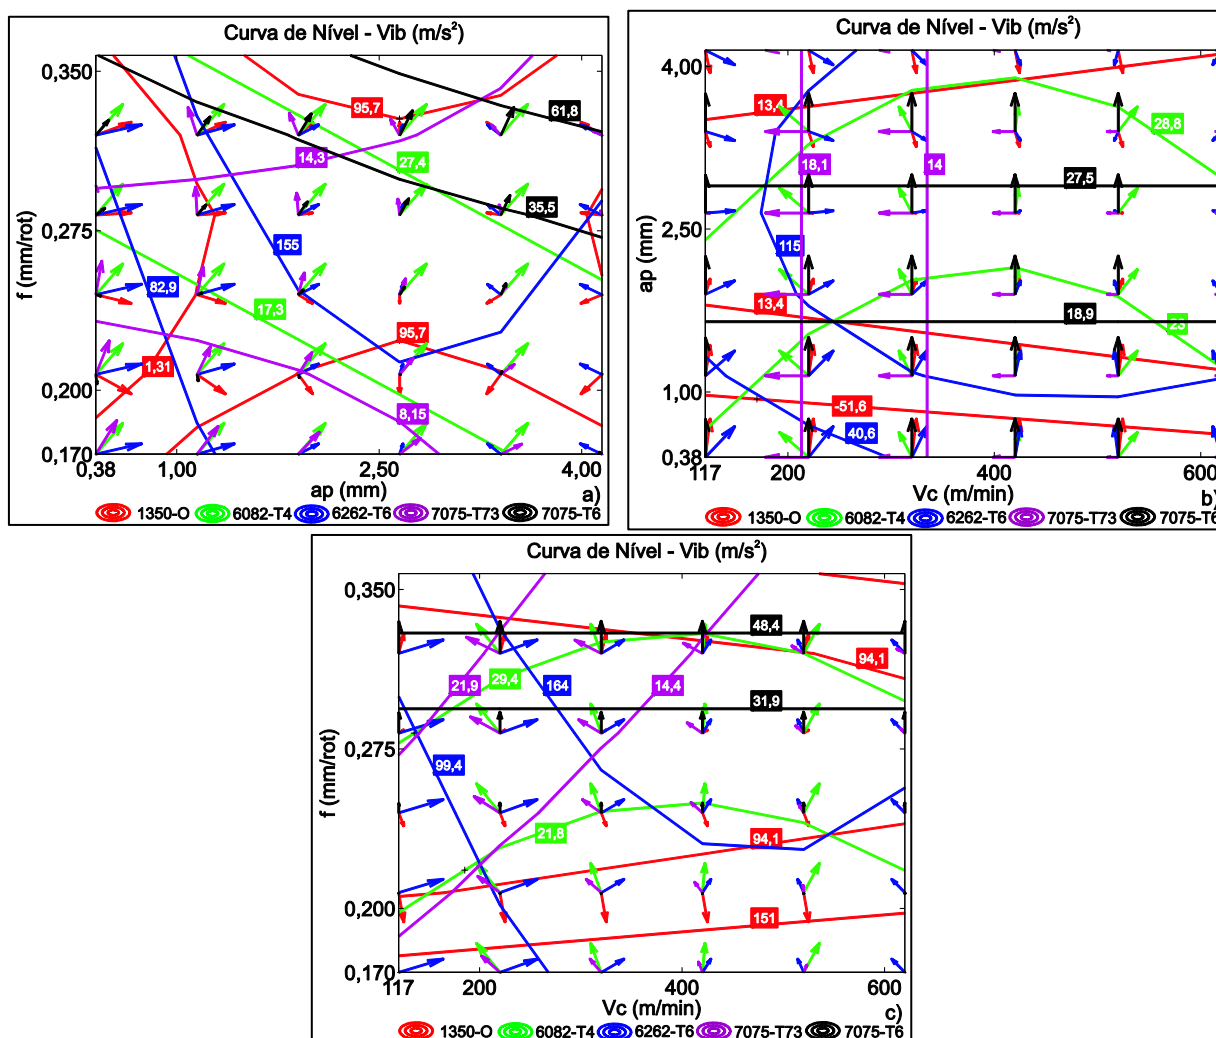 Curva de Nível - Vib (m/s²)
0,350
95,7
61,8
14,3
27,4
35,5
f (mm/rot)
0,275
155
82,9
17,3
95,7
1,31
0,200
8,15
0,170
0,38
1,00
2,50
4,00
ap (mm)
a)
1350-O
6082-T4
6262-T6
7075-T73
7075-T6
Curva de Nível - Vib (m/s²)
4,00
13,4
28,8
18,1
14
27,5
ap (mm)
2,50
115
13,4
18,9
23
1,00
-51,6
40,6
0,38
117
200
400
600
Vc (m/min)
b)
1350-O
6082-T4
6262-T6
7075-T73
7075-T6
Curva de Nível - Vib (m/s²)
0,350
48,4
94,1
21,9
29,4
164
14,4
31,9
f (mm/rot)
0,275
99,4
21,8
94,1
0,200
151
0,170
117
200
400
600
Vc (m/min)
c)
1350-O
6082-T4
6262-T6
7075-T73
7075-T6